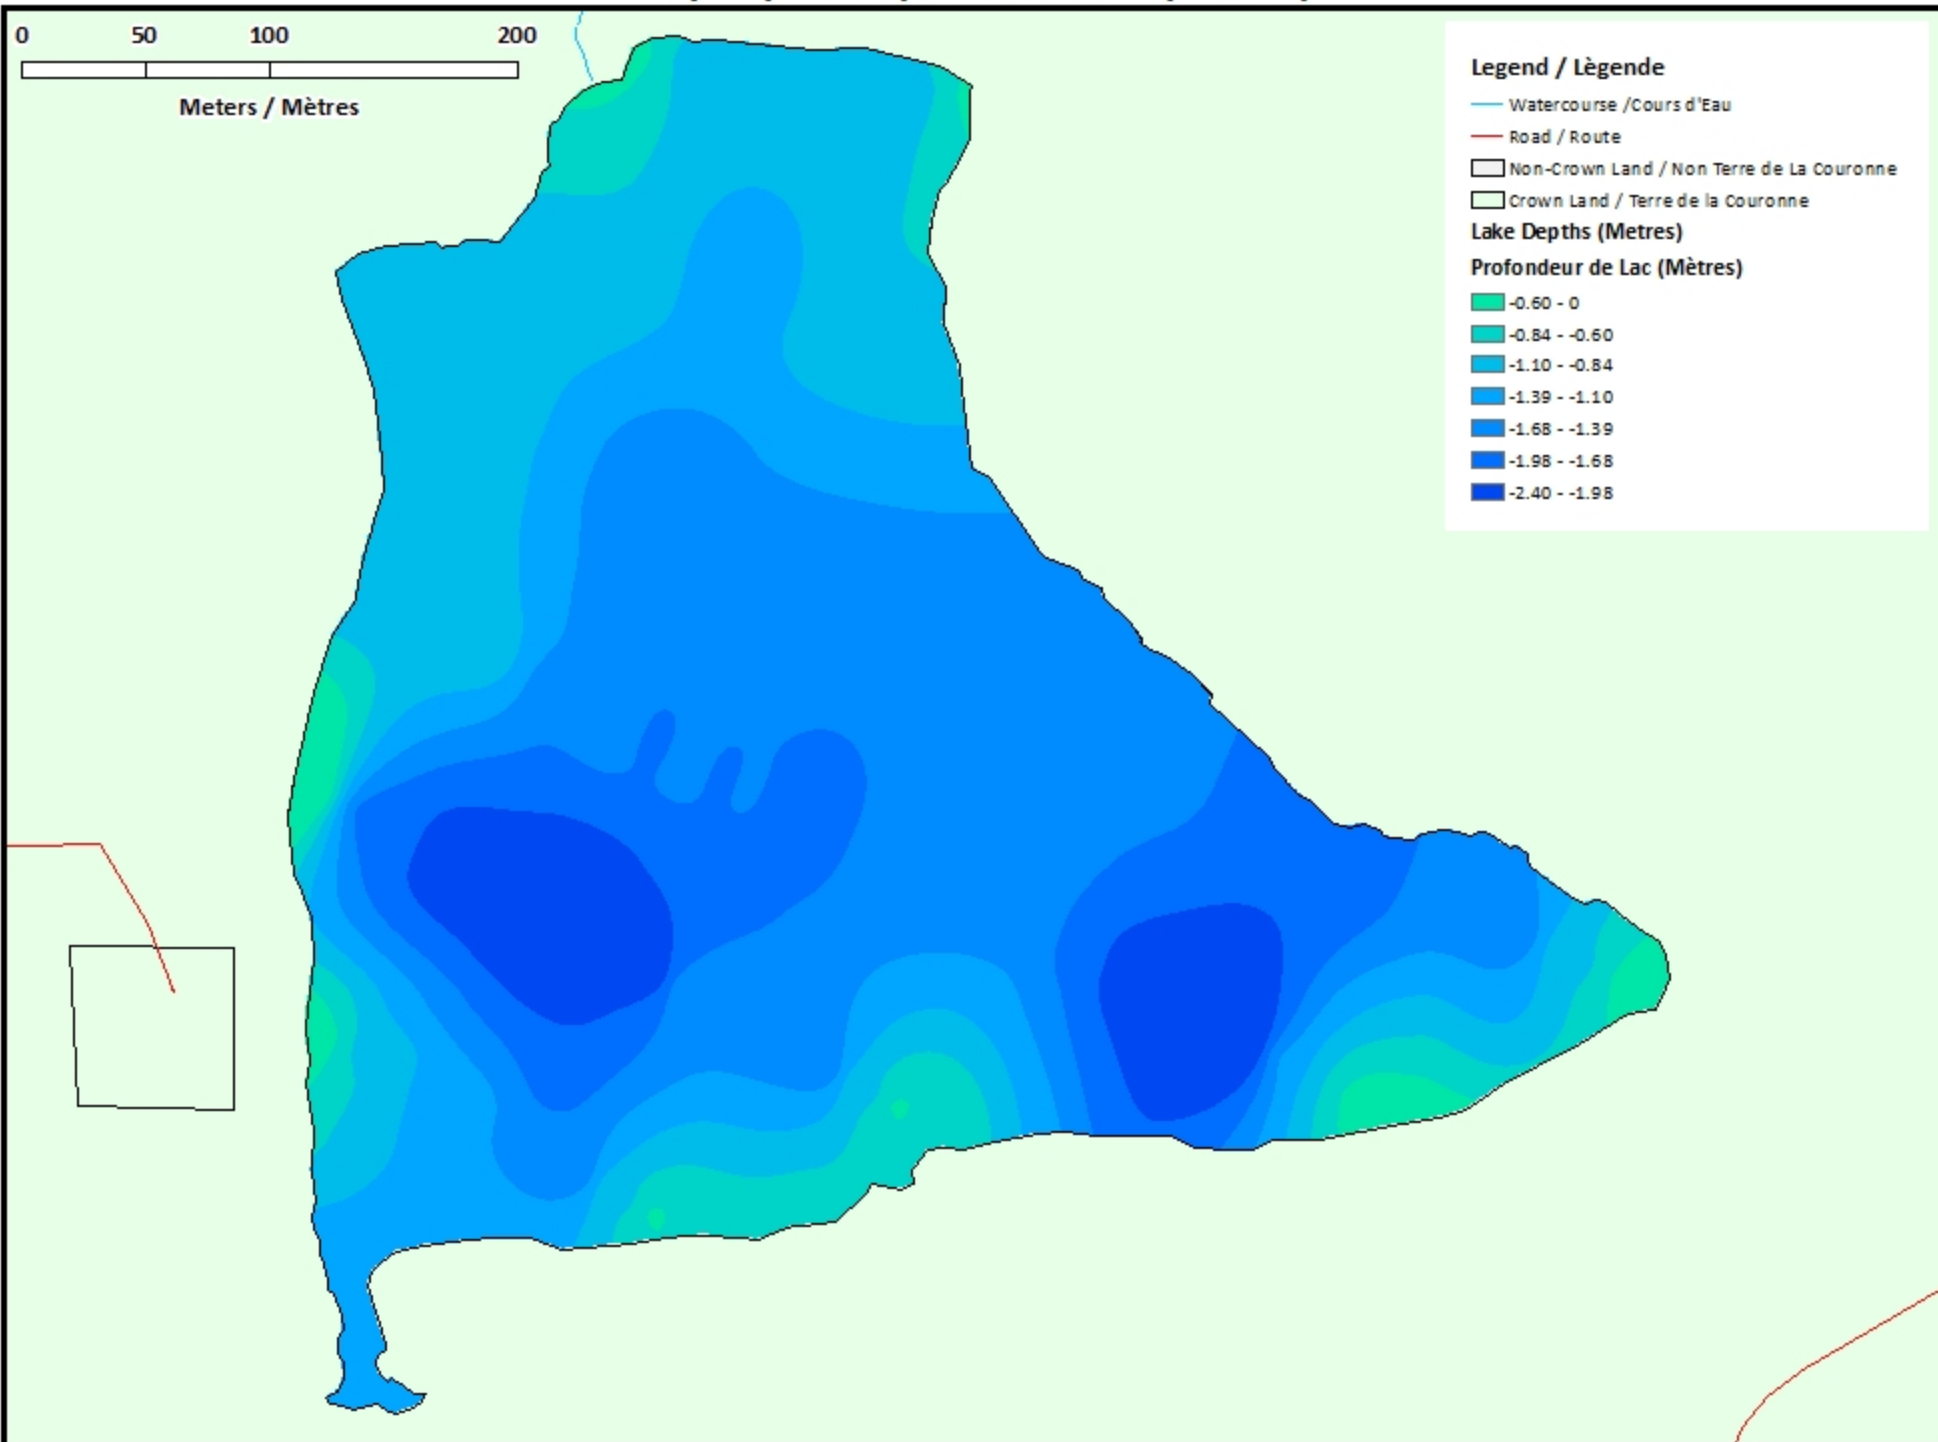 0 50 100 200
Meters / Mètres
Legend / Lègende
Watercourse /Cours d'Eau
Road / Route
Non-Crown Land / Non Terre de La Couronne
Crown Land / Terre de la Couronne
Lake Depths (Metres)
Profondeur de Lac (Mètres)
-0.60 - 0
-0.84 - -0.60
-1.10 - -0.84
-1.39 - -1.10
-1.68 - -1.39
-1.98 - -1.68
-2.40 - -1.98